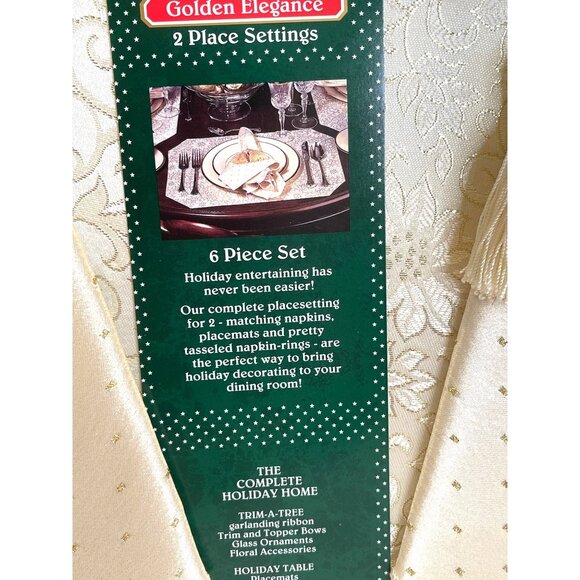 Golden Elegance
2 Place Settings
6 Piece Set
Holiday entertaining has
never been easier!
Our complete placesetting
for 2 - matching napkins,
placemats and pretty
tasseled napkin-rings - are
the perfect way to bring
holiday decorating to your
dining room!
THE
COMPLETE
HOLIDAY HOME
TRIM-A-TREE
garlanding ribbon
Trim and Topper Bows
Glass Ornaments
Floral Accessories
HOLIDAY TABLE
Placemats